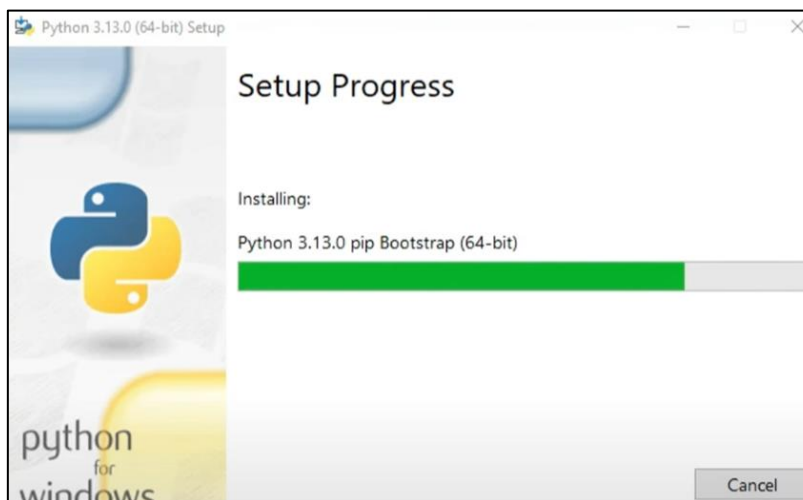 Python 3.13.0 (64-bit) Setup
Setup Progress
Installing:
Python 3.13.0 pip Bootstrap (64-bit)
python
for
windows
Cancel